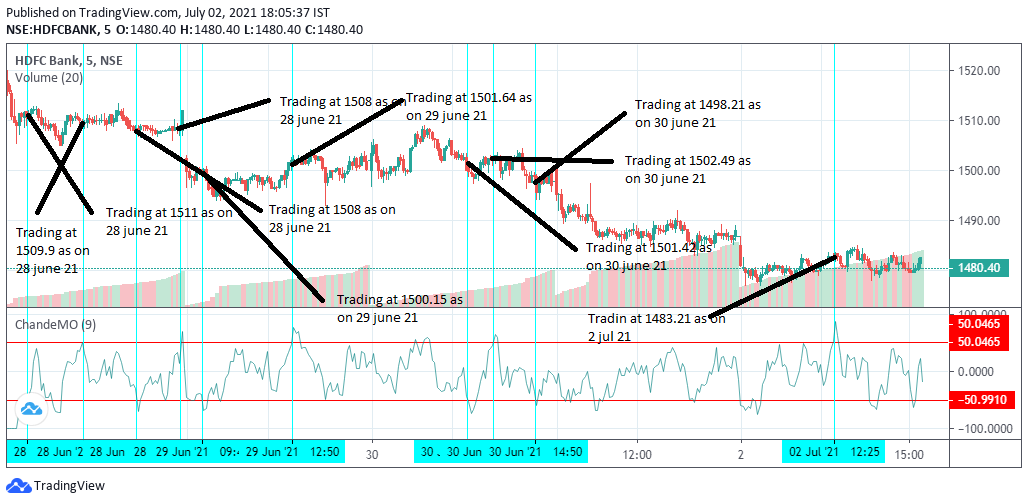 Published on TradingView.com, July 02, 2021 18:05:37 IST
NSE:HDFCBANK, 5 O:1480.40 H:1480.40 L:1480.40 C:1480.40
HDFC Bank, 5, NSE
Volume (20)
1520.00
1510.00
1500.00
1490.00
1480.40
Trading at 1508 as on
28 june 21
Trading at 1501.64 as
on 29 june 21
Trading at 1498.21 as
on 30 june 21
Trading at 1502.49 as
on 30 june 21
Trading at 1511 as on
28 june 21
Trading at 1508 as on
28 june 21
Trading at
1509.9 as on
28 june 21
Trading at 1501.42 as
on 30 june 21
Trading at 1500.15 as
on 29 june 21
Tradin at 1483.21 as on
2 jul 21
ChandeMO (9)
100.0000
50.0465
50.0465
0.0000
−50.9910
−100.0000
28 28 Jun '2 28 Jun 28 29 Jun '21 09:4 29 Jun '21 12:50 30 30 30 Jun 30 Jun '21 14:50 12:00 2 02 Jul '21 12:25 15:00
TradingView